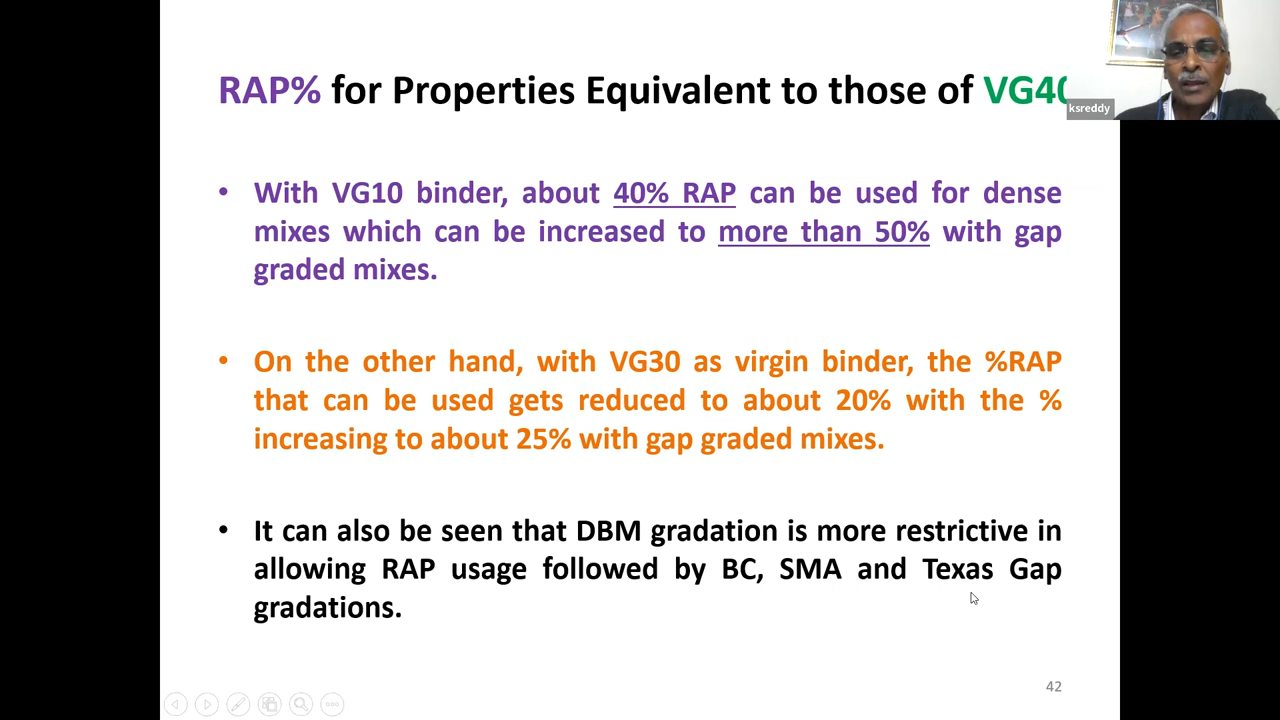 RAP% for Properties Equivalent to those of VG40
ksreddy
• With VG10 binder, about 40% RAP can be used for dense
mixes which can be increased to more than 50% with gap
graded mixes.
• On the other hand, with VG30 as virgin binder, the %RAP
that can be used gets reduced to about 20% with the %
increasing to about 25% with gap graded mixes.
• It can also be seen that DBM gradation is more restrictive in
allowing RAP usage followed by BC, SMA and Texas Gap
gradations.
42